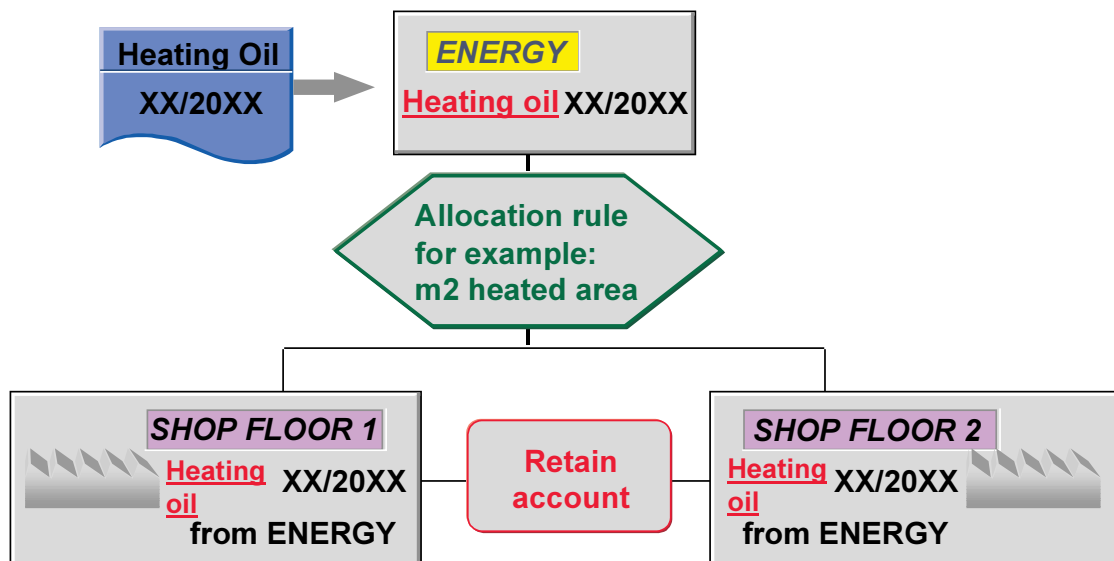 Heating Oil
XX/20XX
ENERGY
Heating oil XX/20XX
Allocation rule
for example:
m2 heated area
SHOP FLOOR 1
Heating
oil
XX/20XX
from ENERGY
Retain
account
SHOP FLOOR 2
Heating
oil
XX/20XX
from ENERGY